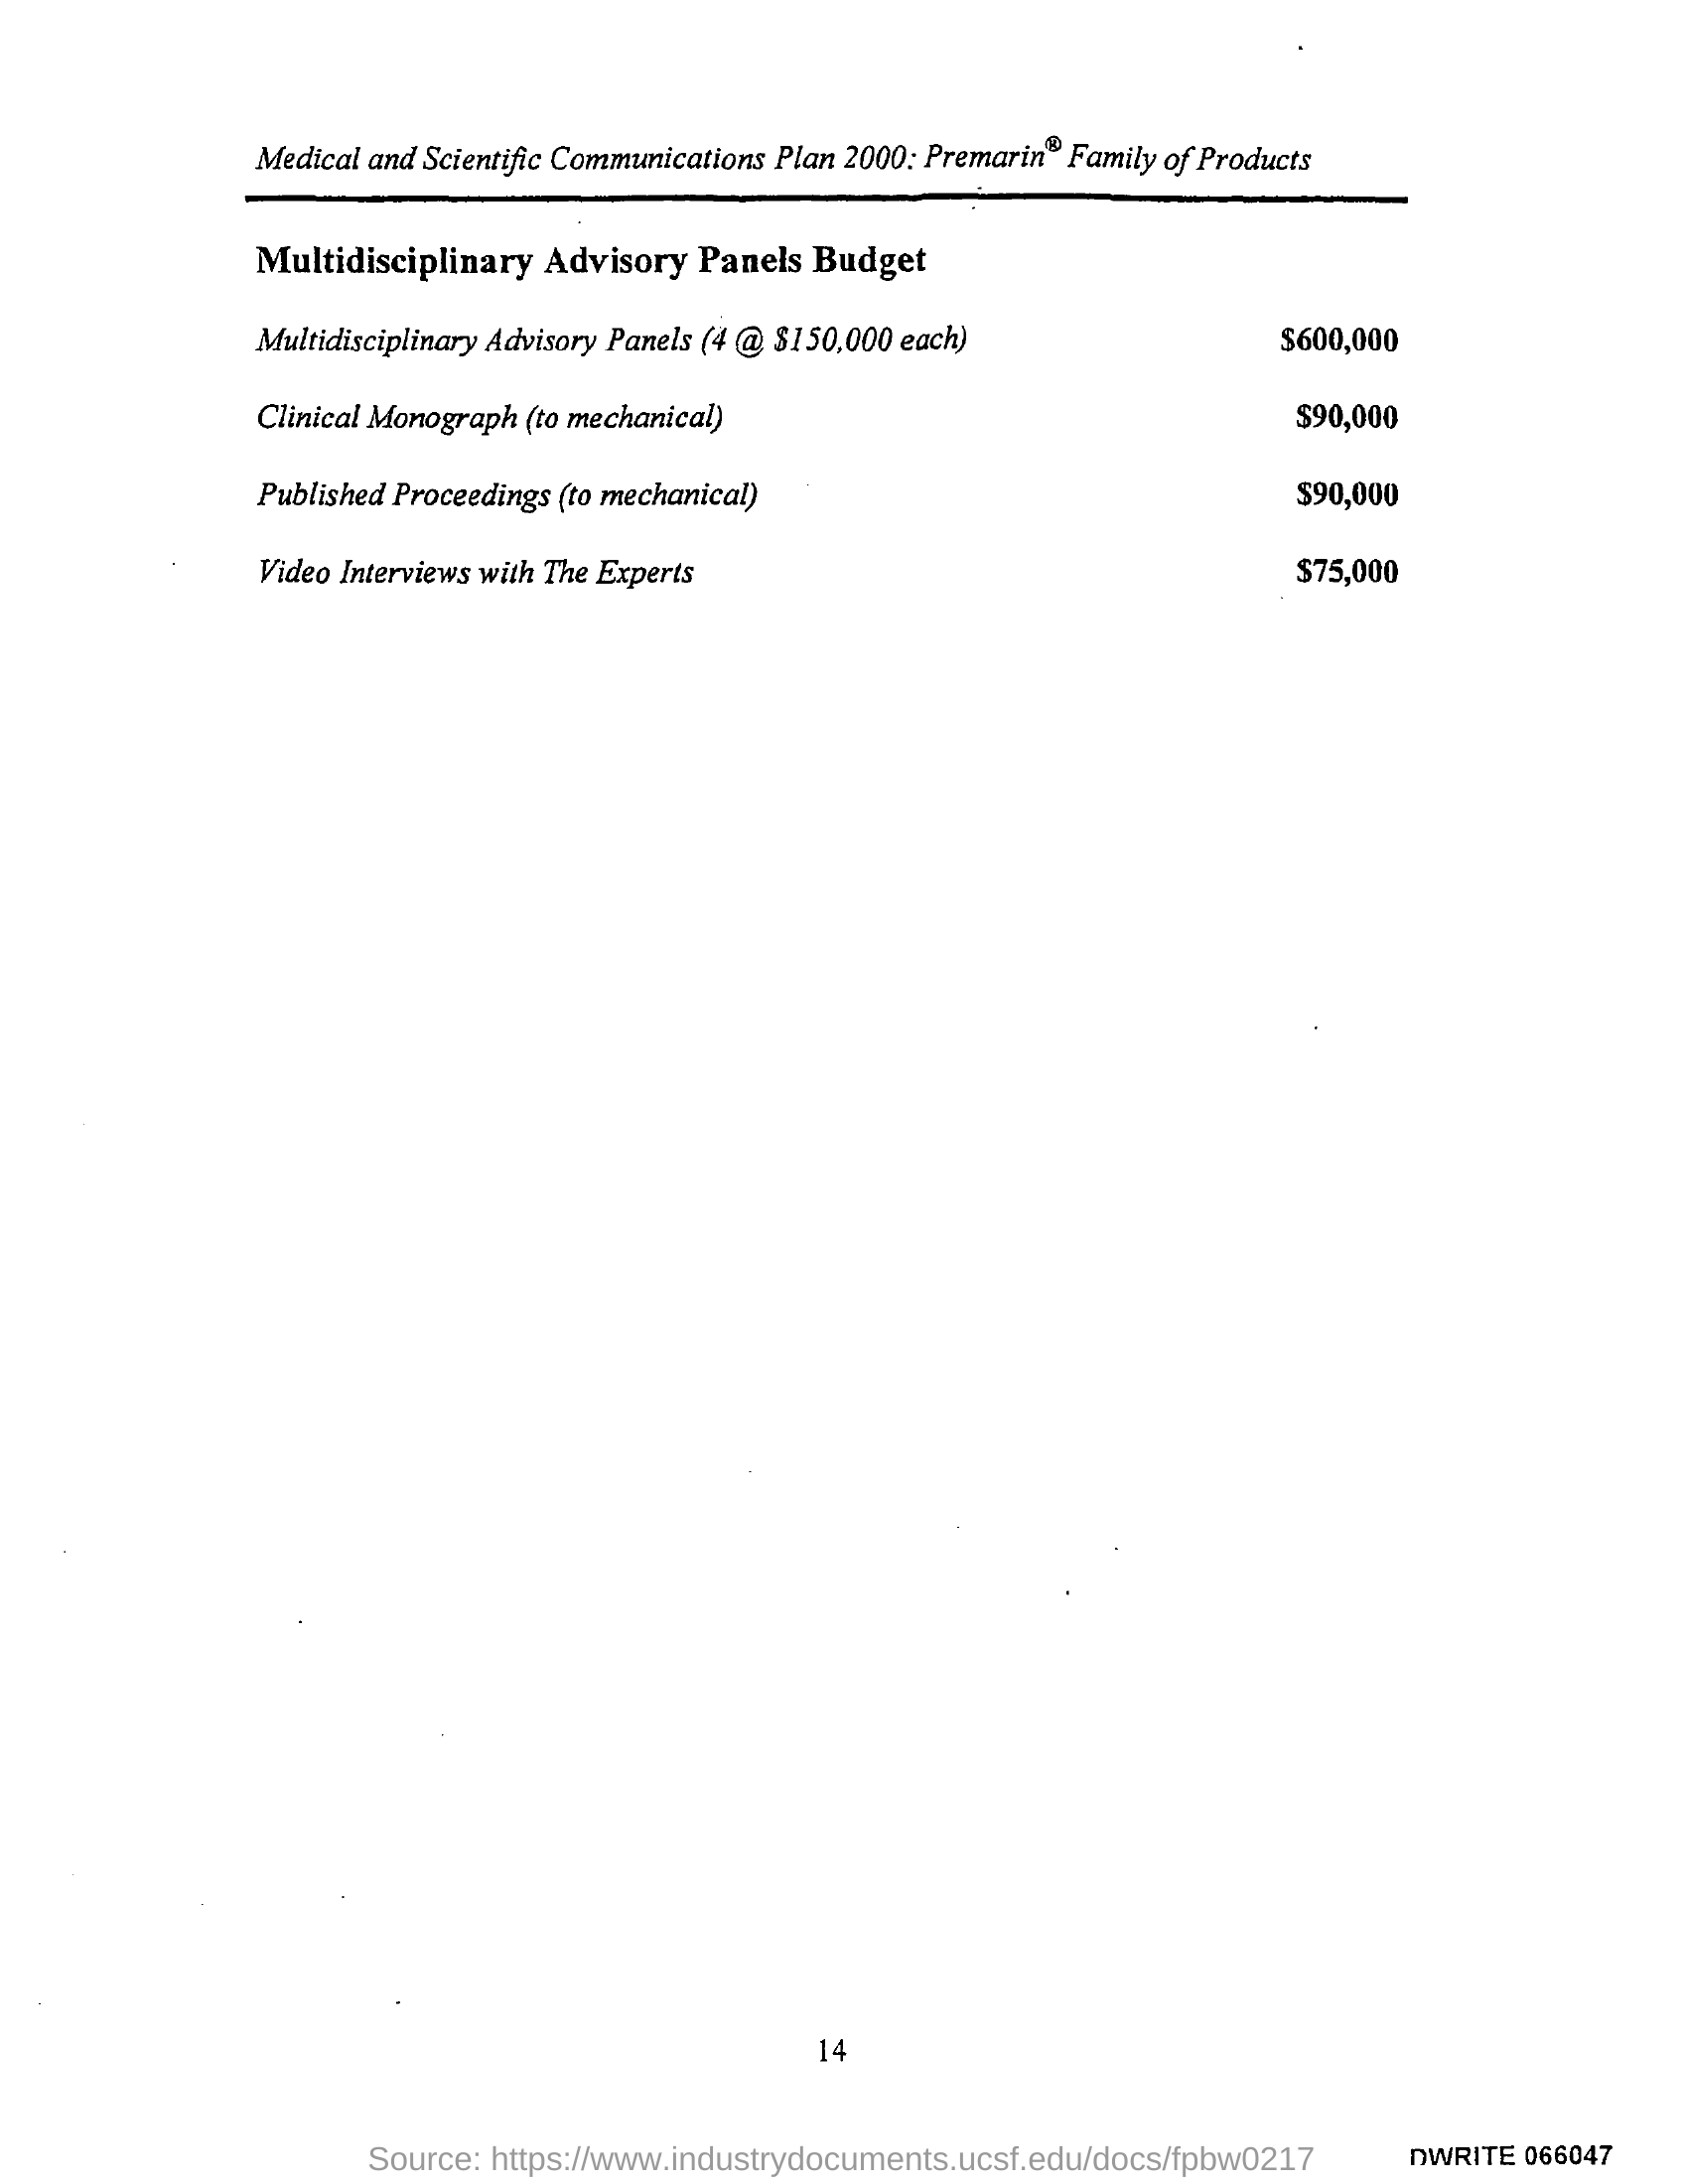 Medical and Scientific Communications Plan 2000: Premarin® Family of Products
Multidisciplinary Advisory Panels Budget
Multidisciplinary Advisory Panels (4 @ $150,000 each) $600,000
Clinical Monograph (to mechanical) $90,000
Published Proceedings (to mechanical) $90,000
Video Interviews with The Experts $75,000
14
Source: https://www.industrydocuments.ucsf.edu/docs/fpbw0217
DWRITE 066047